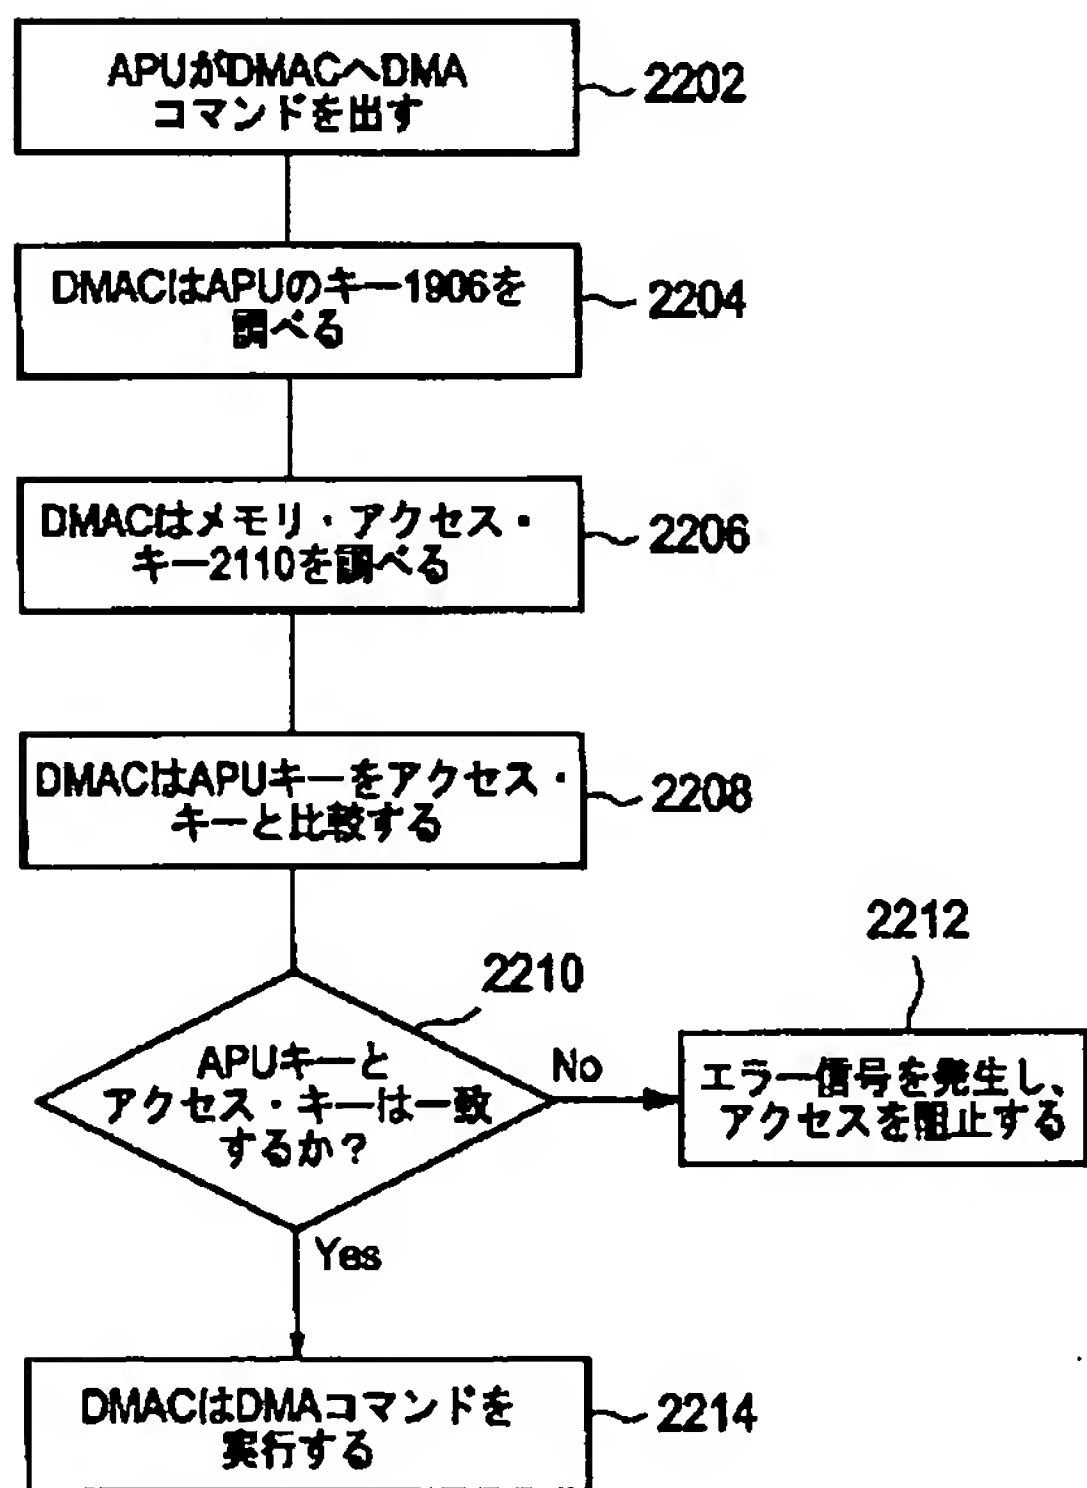 APUがDMACへDMA
コマンドを出す
2202
DMACはAPUのキー1906を
調べる
2204
DMACはメモリ・アクセス・
キー2110を調べる
2206
DMACはAPUキーをアクセス・
キーと比較する
2208
2210
APUキーと
アクセス・キーは一致
するか?
No
2212
エラー信号を発生し、
アクセスを阻止する
Yes
DMACはDMAコマンドを
実行する
2214